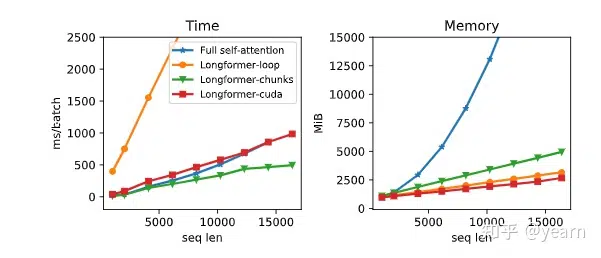 Time
2500
2000
1500
1000
500
0
ms/batch
5000
10000
15000
seq len
Full self-attention
Longformer-loop
Longformer-chunks
Longformer-cuda
Memory
15000
12500
10000
7500
5000
2500
0
MiB
5000
10000
15000
seq len
知乎 @yearn